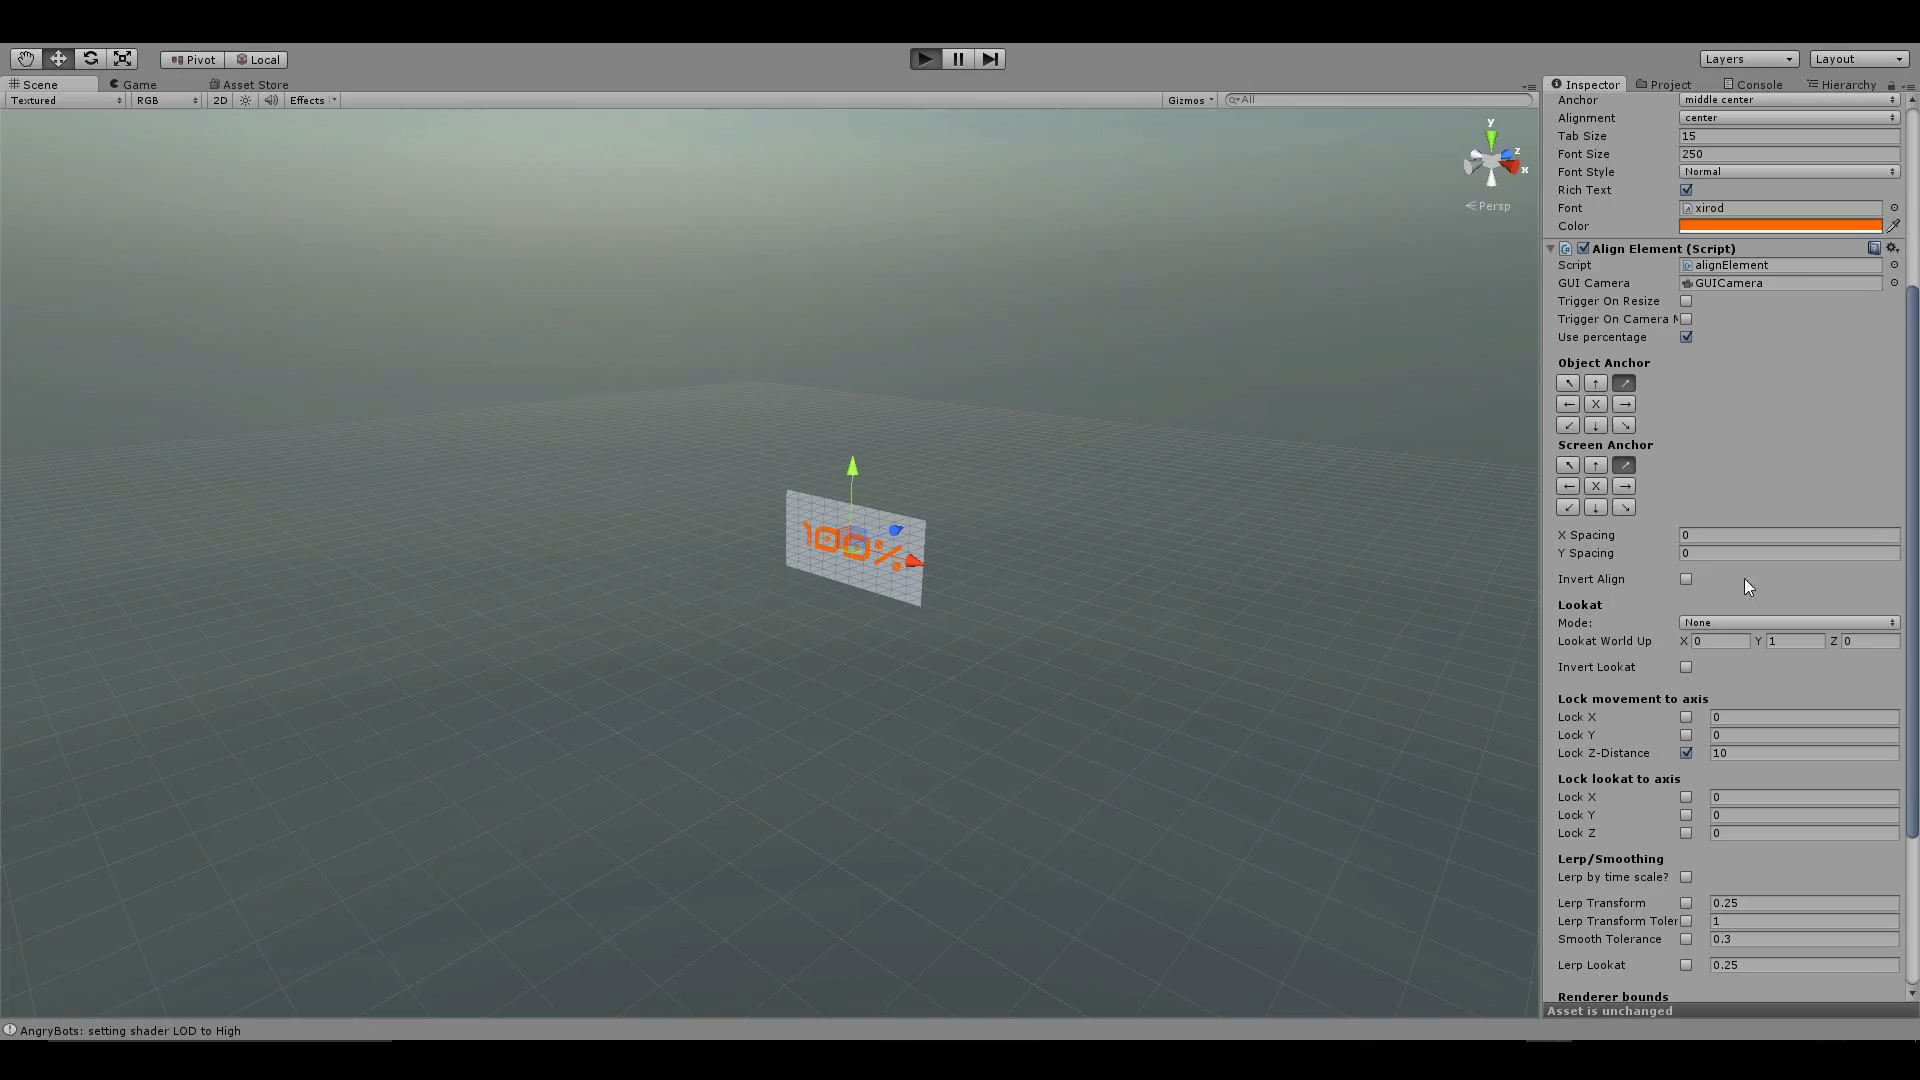 Pivot Local Layers Layout
Scene Game Asset Store Inspector Project Console Hierarchy
Textured RGB 2D Effects Gizmos All
Anchor middle center
Alignment center
Tab Size 15
Font Size 250
Font Style Normal
Rich Text
Font xirod
Color
Align Element (Script)
Script alignElement
GUI Camera GUICamera
Trigger On Resize
Trigger On Camera M
Use percentage
Object Anchor
X
Screen Anchor
X
X Spacing 0
Y Spacing 0
Invert Align
Lookat
Mode: None
Lookat World Up X 0 Y 1 Z 0
Invert Lookat
Lock movement to axis
Lock X 0
Lock Y 0
Lock Z-Distance 10
Lock lookat to axis
Lock X 0
Lock Y 0
Lock Z 0
Lerp/Smoothing
Lerp by time scale?
Lerp Transform 0.25
Lerp Transform Toler 1
Smooth Tolerance 0.3
Lerp Lookat 0.25
Renderer bounds
Asset is unchanged
y
z
x
Persp
100%
AngryBots: setting shader LOD to High